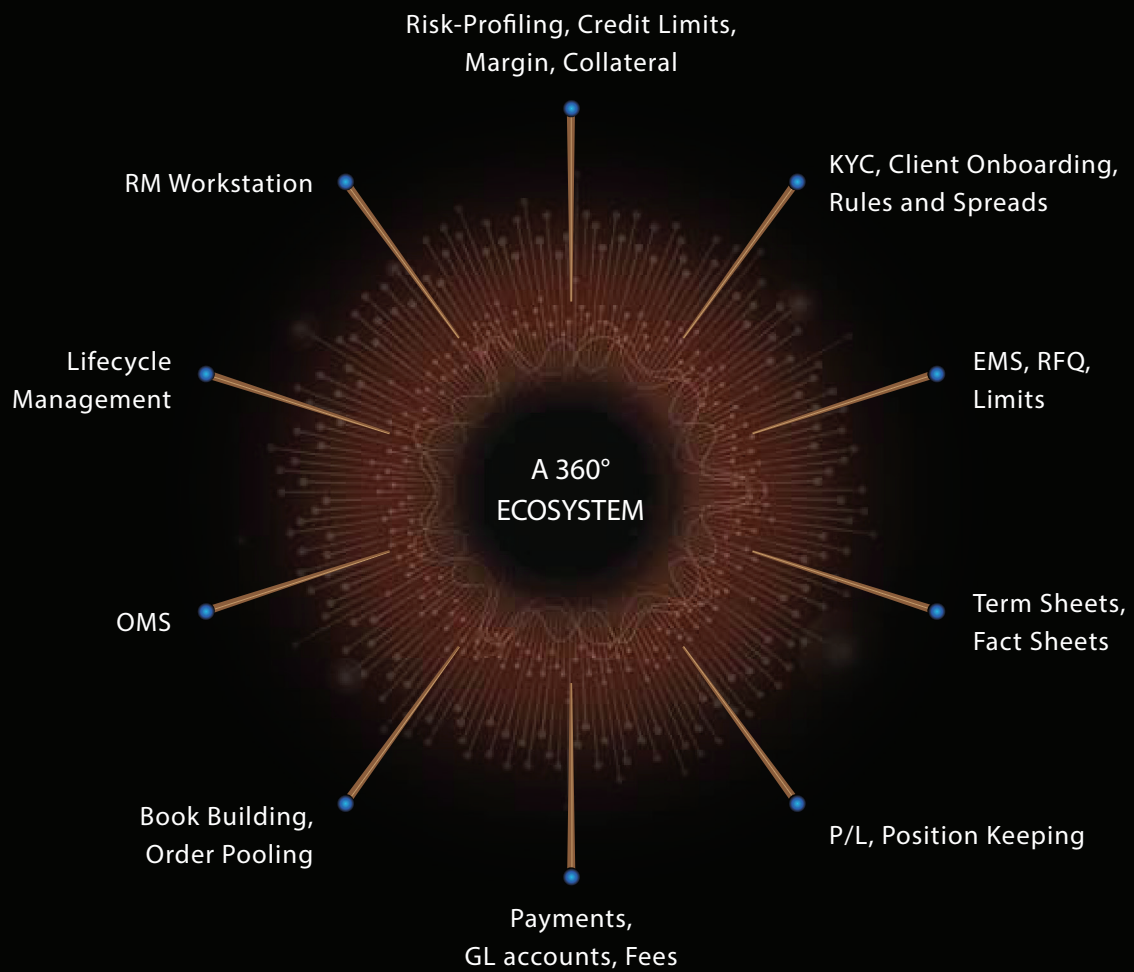 Risk-Profiling, Credit Limits,
Margin, Collateral
KYC, Client Onboarding,
Rules and Spreads
RM Workstation
Lifecycle
Management
EMS, RFQ,
Limits
A 360°
ECOSYSTEM
OMS
Term Sheets,
Fact Sheets
Book Building,
Order Pooling
P/L, Position Keeping
Payments,
GL accounts, Fees